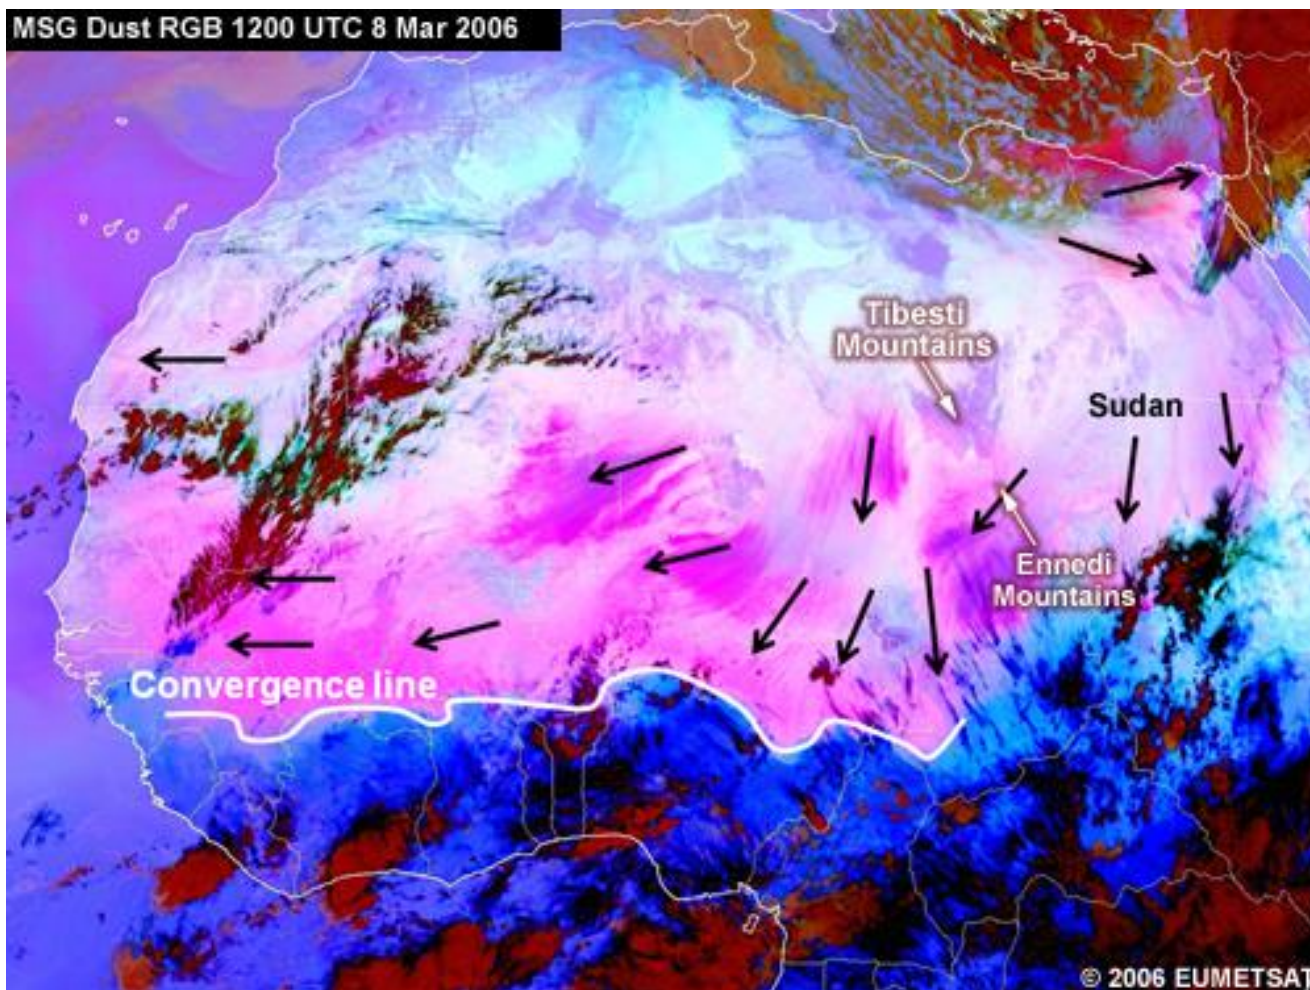 MSG Dust RGB 1200 UTC 8 Mar 2006
Tibesti
Mountains
Sudan
Ennedi
Mountains
Convergence line
© 2006 EUMETSAT